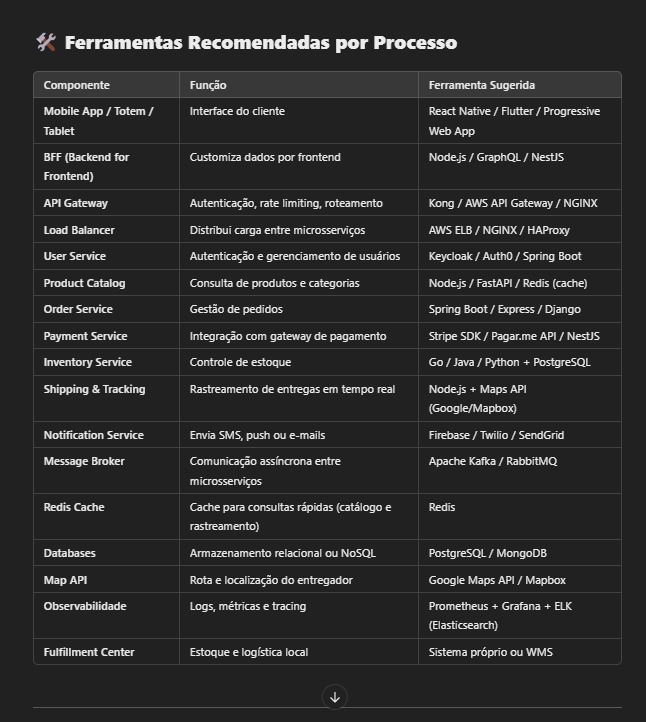 🛠️ Ferramentas Recomendadas por Processo
Componente Função Ferramenta Sugerida
Mobile App / Totem / Interface do cliente React Native / Flutter / Progressive
Tablet Web App
BFF (Backend for Customiza dados por frontend Node.js / GraphQL / NestJS
Frontend)
API Gateway Autenticação, rate limiting, roteamento Kong / AWS API Gateway / NGINX
Load Balancer Distribui carga entre microsserviços AWS ELB / NGINX / HAProxy
User Service Autenticação e gerenciamento de usuários Keycloak / Auth0 / Spring Boot
Product Catalog Consulta de produtos e categorias Node.js / FastAPI / Redis (cache)
Order Service Gestão de pedidos Spring Boot / Express / Django
Payment Service Integração com gateway de pagamento Stripe SDK / Pagar.me API / NestJS
Inventory Service Controle de estoque Go / Java / Python + PostgreSQL
Shipping & Tracking Rastreamento de entregas em tempo real Node.js + Maps API
(Google/Mapbox)
Notification Service Envia SMS, push ou e-mails Firebase / Twilio / SendGrid
Message Broker Comunicação assíncrona entre Apache Kafka / RabbitMQ
microsserviços
Redis Cache Cache para consultas rápidas (catálogo e Redis
rastreamento)
Databases Armazenamento relacional ou NoSQL PostgreSQL / MongoDB
Map API Rota e localização do entregador Google Maps API / Mapbox
Observabilidade Logs, métricas e tracing Prometheus + Grafana + ELK
(Elasticsearch)
Fulfillment Center Estoque e logística local Sistema próprio ou WMS